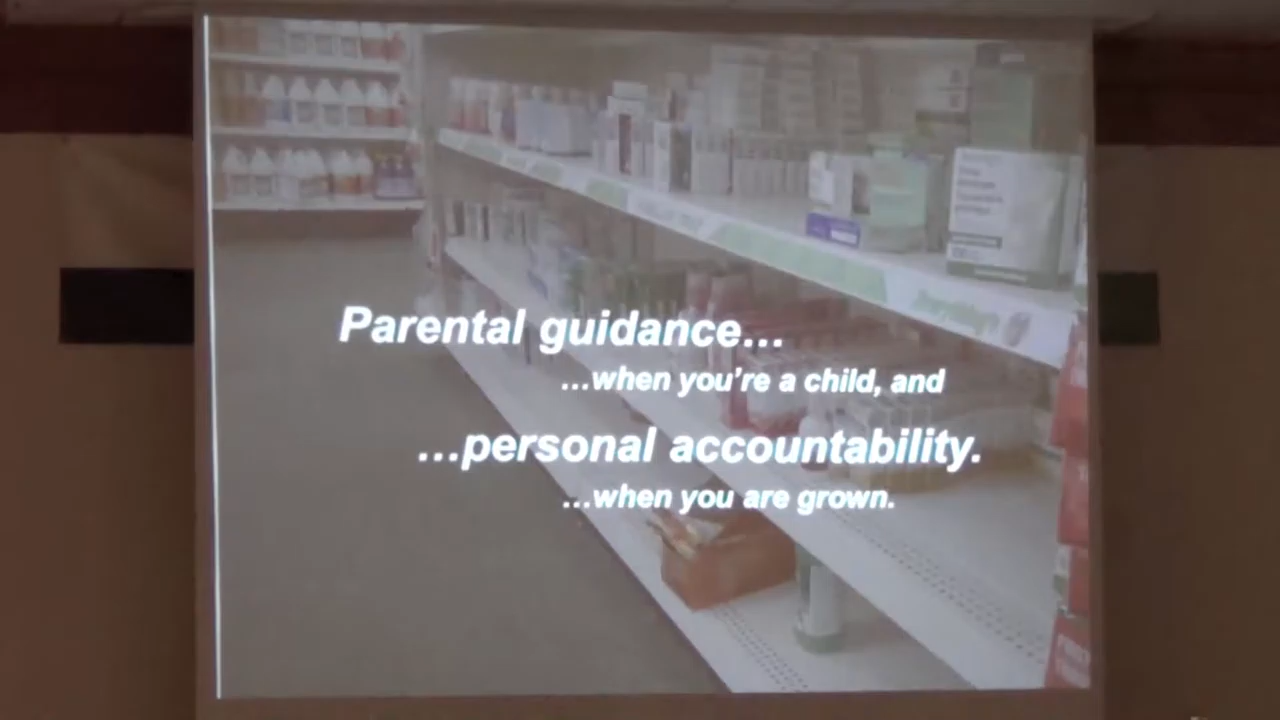 Parental guidance...
...when you're a child, and
...personal accountability.
...when you are grown.